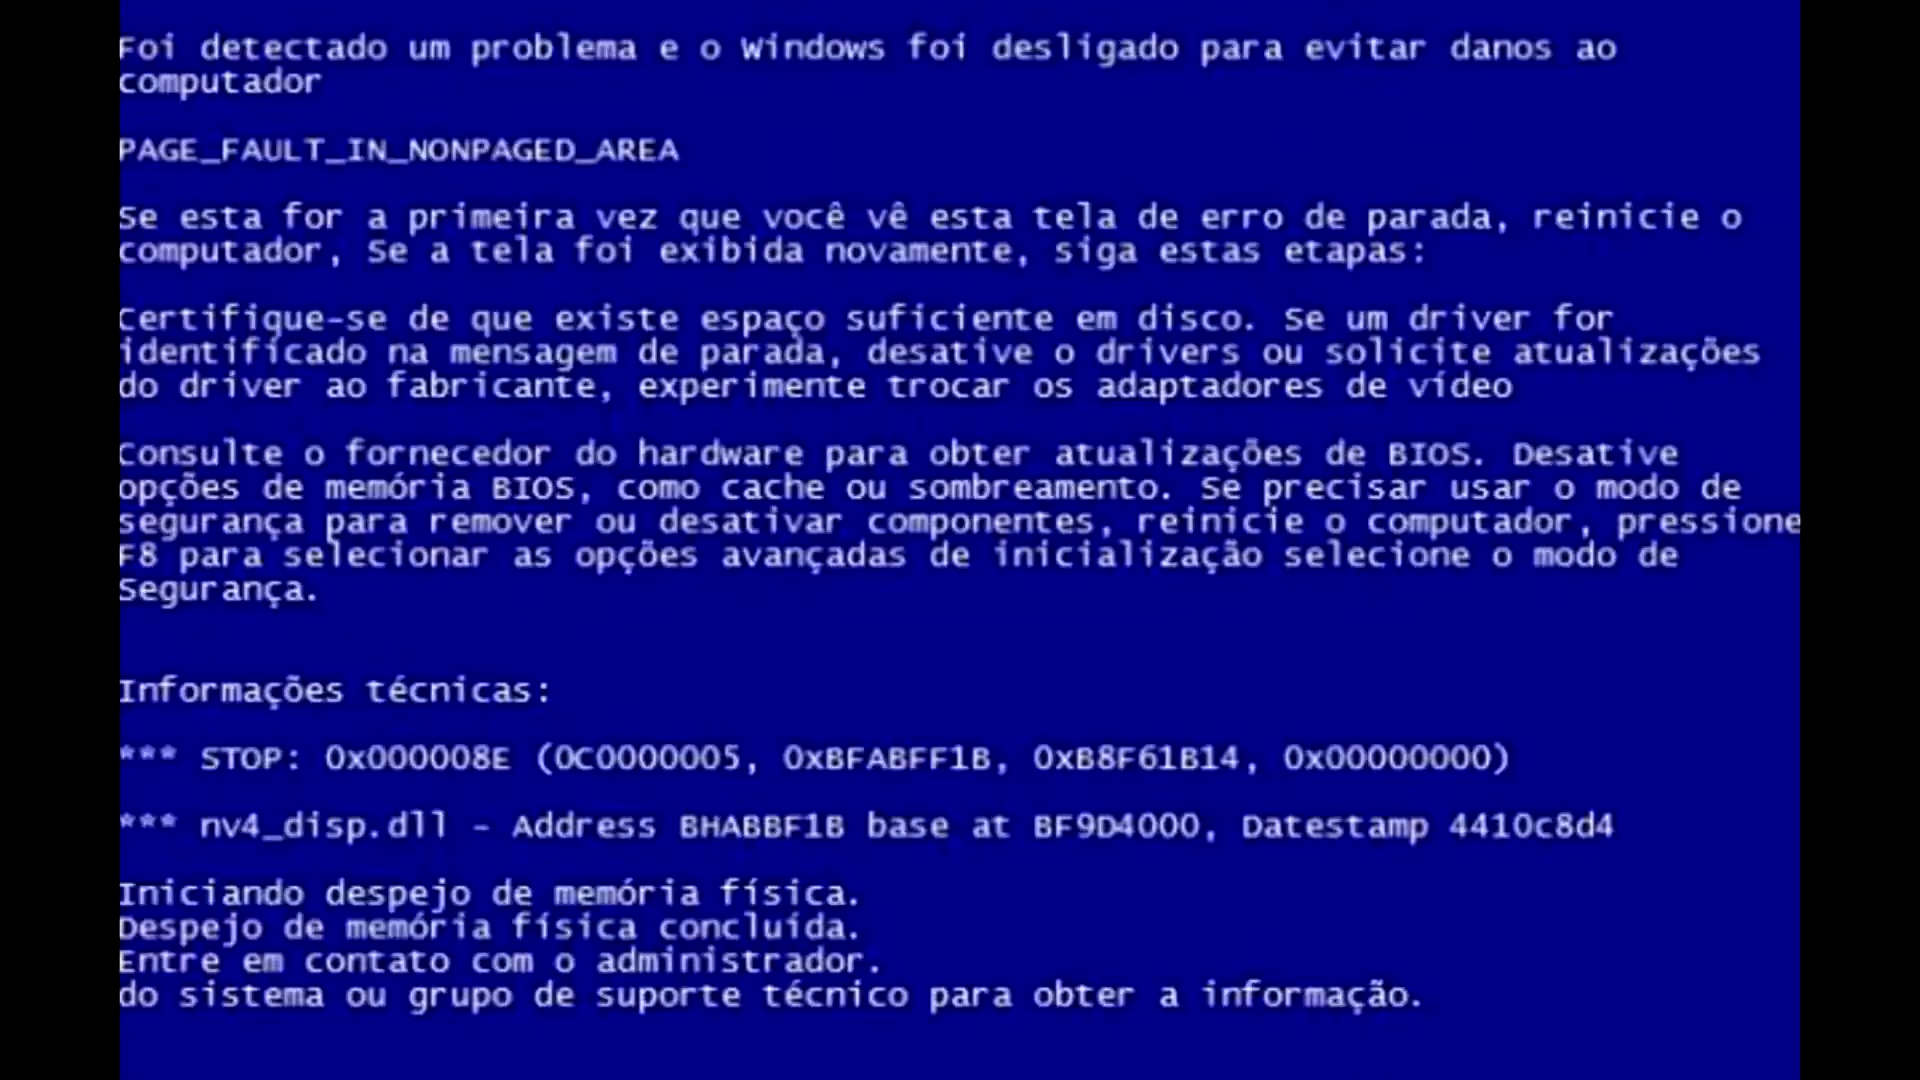 Foi detectado um problema e o Windows foi desligado para evitar danos ao
computador
PAGE_FAULT_IN_NONPAGED_AREA
Se esta for a primeira vez que você vê esta tela de erro de parada, reinicie o
computador, Se a tela foi exibida novamente, siga estas etapas:
Certifique-se de que existe espaço suficiente em disco. Se um driver for
identificado na mensagem de parada, desative o drivers ou solicite atualizações
do driver ao fabricante, experimente trocar os adaptadores de vídeo
Consulte o fornecedor do hardware para obter atualizações de BIOS. Desative
opções de memória BIOS, como cache ou sombreamento. Se precisar usar o modo de
segurança para remover ou desativar componentes, reinicie o computador, pressione
F8 para selecionar as opções avançadas de inicialização selecione o modo de
Segurança.
Informações técnicas:
*** STOP: 0x000008E (0C0000005, 0xBFABFF1B, 0xB8F61B14, 0x00000000)
*** nv4_disp.dll - Address BHABBF1B base at BF9D4000, Datestamp 4410c8d4
Iniciando despejo de memória física.
Despejo de memória física concluída.
Entre em contato com o administrador.
do sistema ou grupo de suporte técnico para obter a informação.